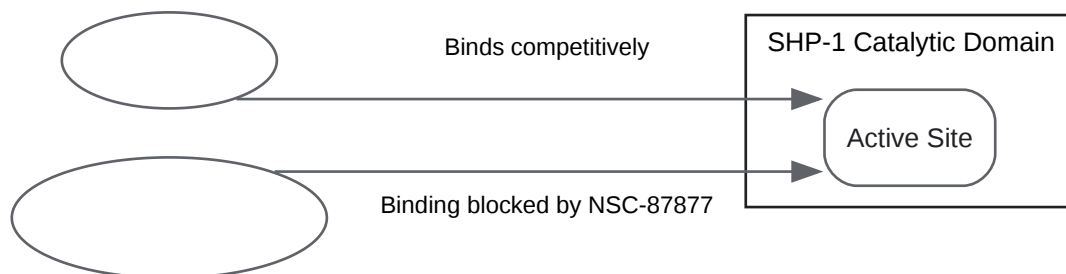 Binds competitively
SHP-1 Catalytic Domain
Active Site
Binding blocked by NSC-87877